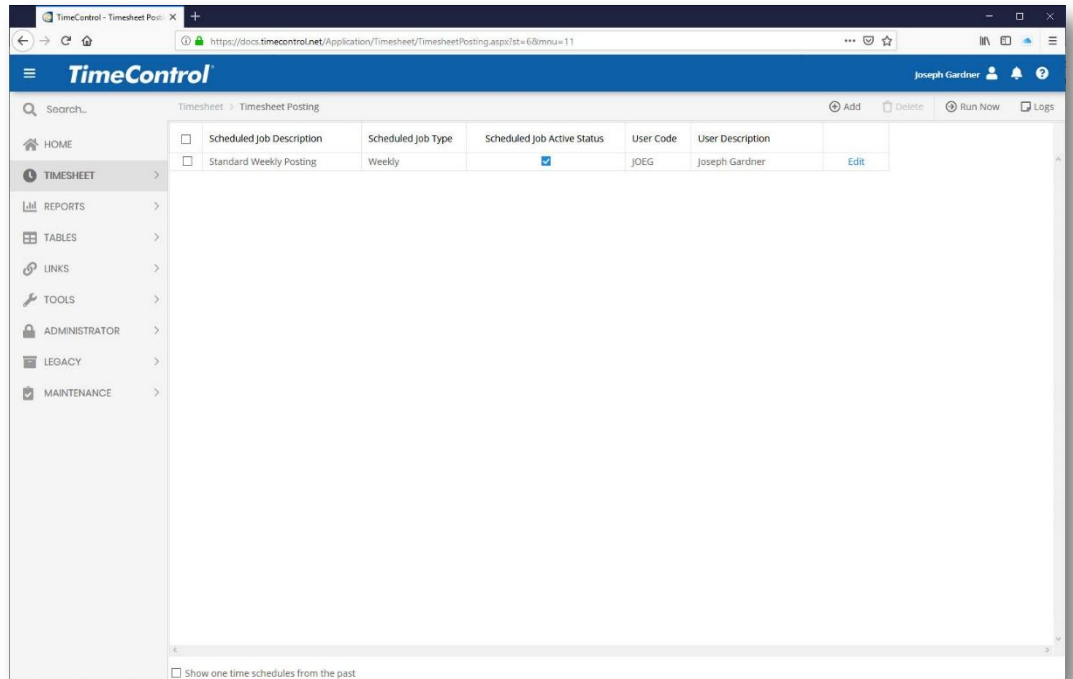 TimeControl - Timesheet Posti
https://docs.timecontrol.net/Application/Timesheet/TimesheetPosting.aspx?st=6&mnu=11
TimeControl
Joseph Gardner
Search...
Timesheet > Timesheet Posting
Add
Delete
Run Now
Logs
HOME
TIMESHEET
REPORTS
TABLES
LINKS
TOOLS
ADMINISTRATOR
LEGACY
MAINTENANCE
Scheduled Job Description Scheduled Job Type Scheduled Job Active Status User Code User Description
Standard Weekly Posting Weekly JOEG Joseph Gardner Edit
Show one time schedules from the past